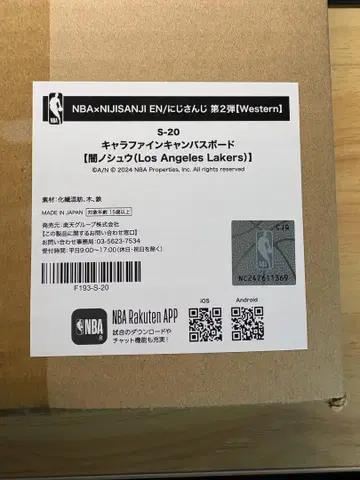 NBA×NIJISANJI EN/にじさんじ 第2弾【Western】
S-20
キャラファインキャンバスボード
【闇ノシュウ(Los Angeles Lakers)】
©A/N © 2024 NBA Properties, Inc. All rights reserved
素材:化繊混紡、木、鉄
MADE IN JAPAN 対象年齢 15歳以上
発売元:楽天グループ株式会社
【この製品に関するお問い合わせ窓口】
お問い合わせ事務局:03-5623-7534
受付時間:平日9:00~17:00(休日・祝日を除く)
F193-S-20
NC247611369
NBA
NBA Rakuten APP
試合のダウンロードや
チャット機能も充実!
iOS
Android